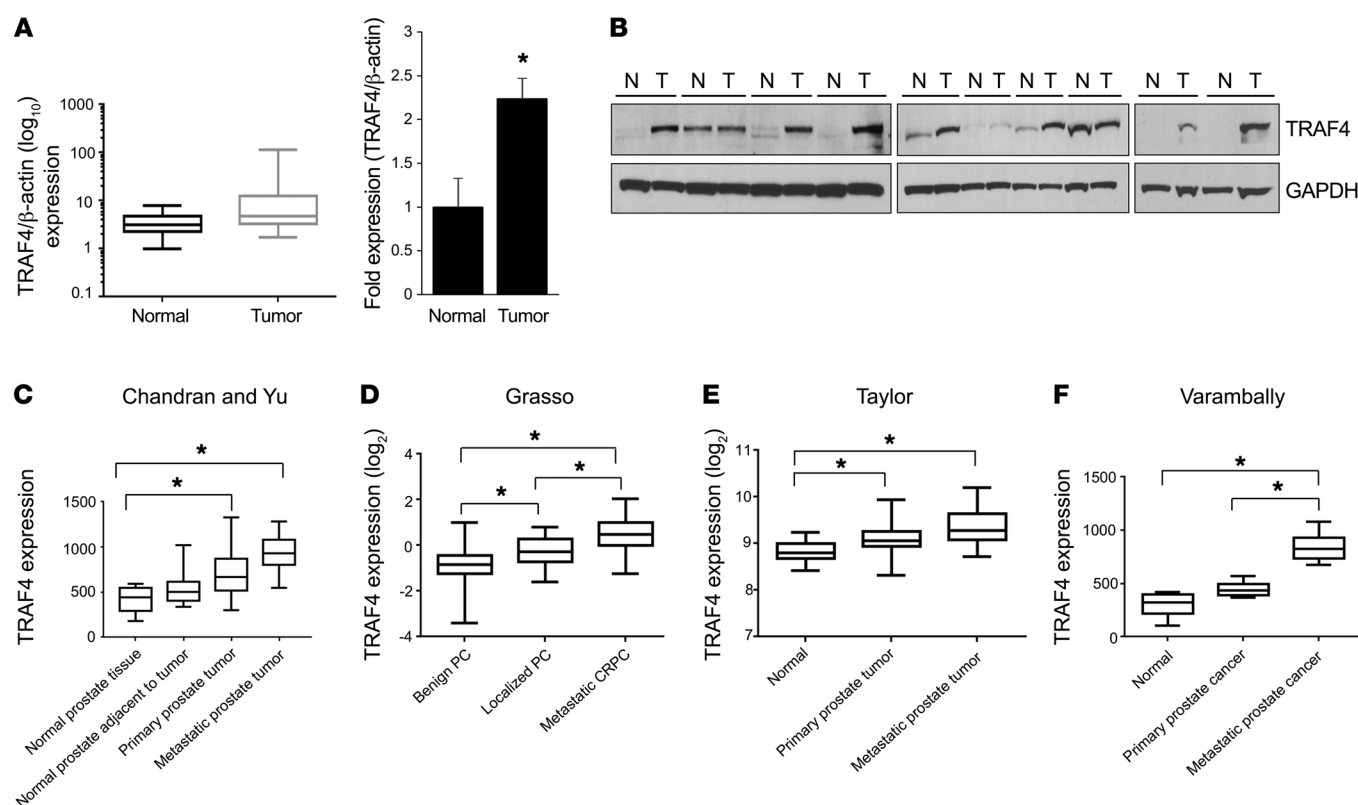 A
TRAF4/β-actin (log10)
expression
1000
100
10
1
0.1
Normal Tumor
Fold expression (TRAF4/β-actin)
3
2.5
2
1.5
1
0.5
0
*
Normal Tumor
B
N T N T N T N T N T N T N T N T N T N T
TRAF4
GAPDH
C
Chandran and Yu
TRAF4 expression
1500
1000
500
0
*
*
Normal prostate tissue
Normal prostate adjacent to tumor
Primary prostate tumor
Metastatic prostate tumor
D
Grasso
TRAF4 expression (log2)
4
2
0
-2
-4
*
*
*
Benign PC
Localized PC
Metastatic CRPC
E
Taylor
TRAF4 expression (log2)
11
10
9
8
7
*
*
Normal
Primary prostate tumor
Metastatic prostate tumor
F
Varambally
TRAF4 expression
1500
1000
500
0
*
*
Normal
Primary prostate cancer
Metastatic prostate cancer